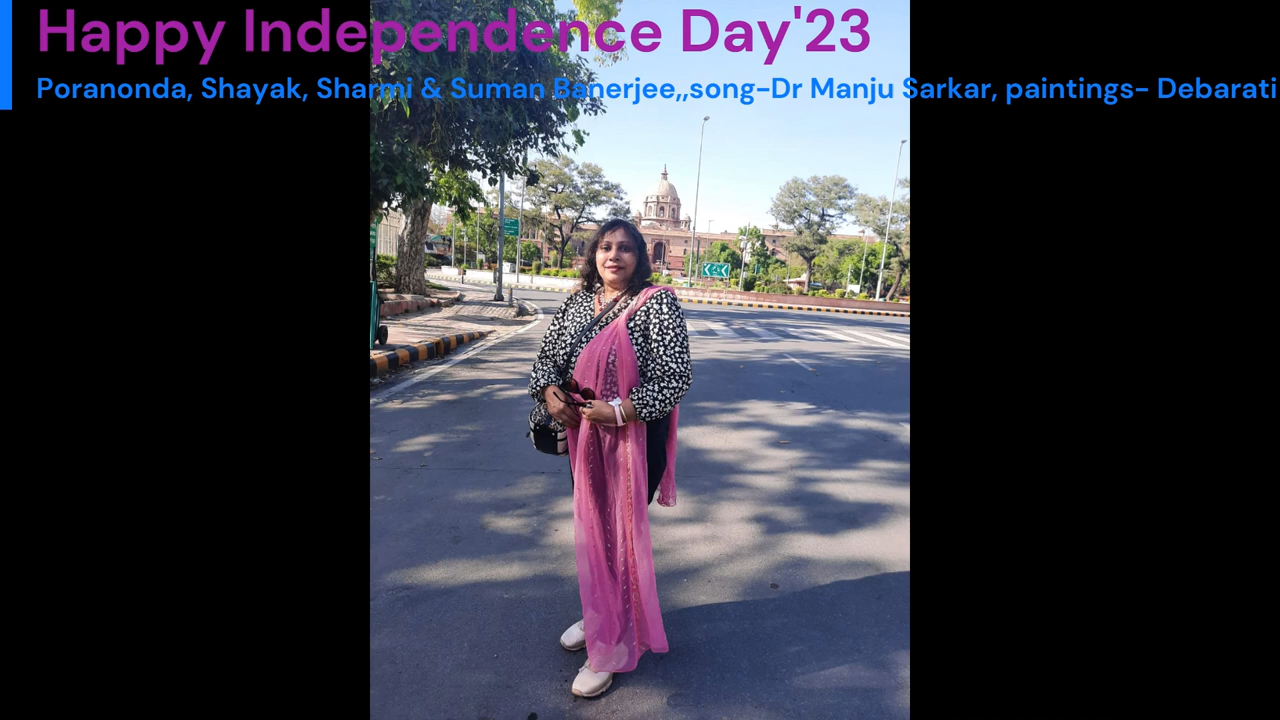 Happy Independence Day'23
Poranonda, Shayak, Sharmi & Suman Banerjee,,song-Dr Manju Sarkar, paintings- Debarati